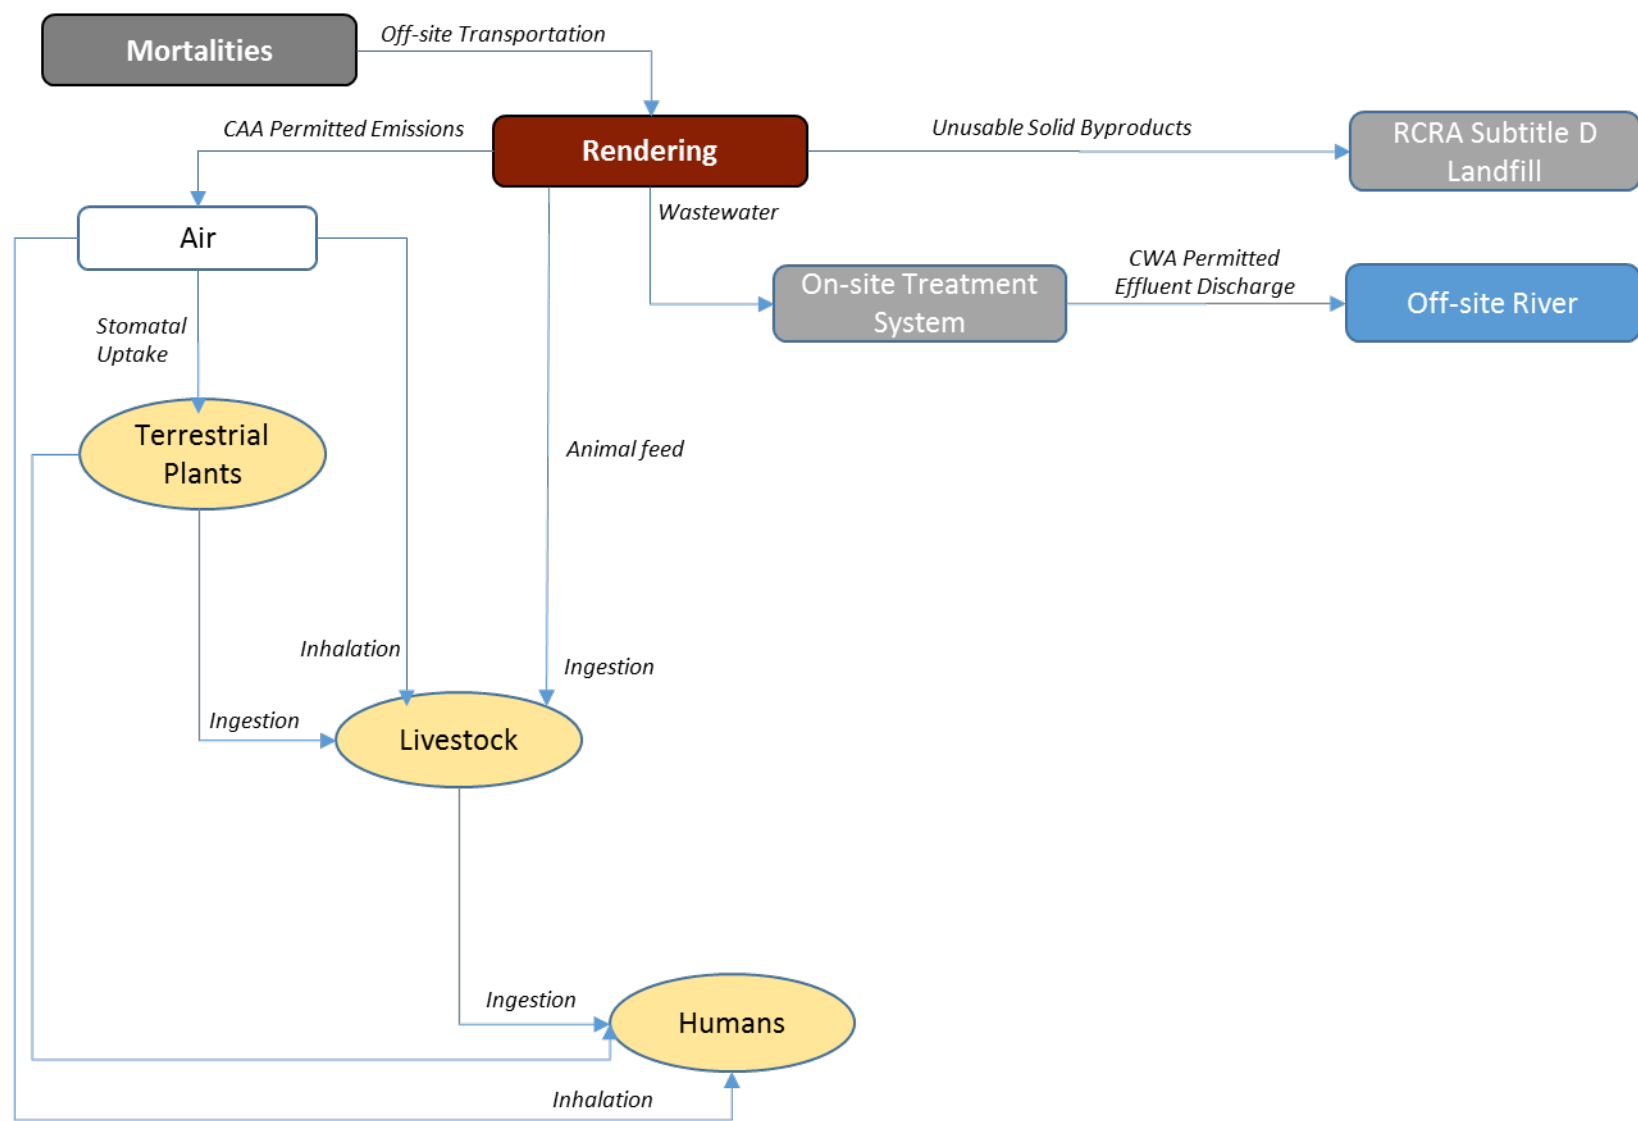 Mortalities
Off-site Transportation
CAA Permitted Emissions
Rendering
Unusable Solid Byproducts
RCRA Subtitle D
Landfill
Air
Wastewater
On-site Treatment
System
CWA Permitted
Effluent Discharge
Off-site River
Stomatal
Uptake
Terrestrial
Plants
Animal feed
Inhalation
Ingestion
Ingestion
Livestock
Ingestion
Humans
Inhalation